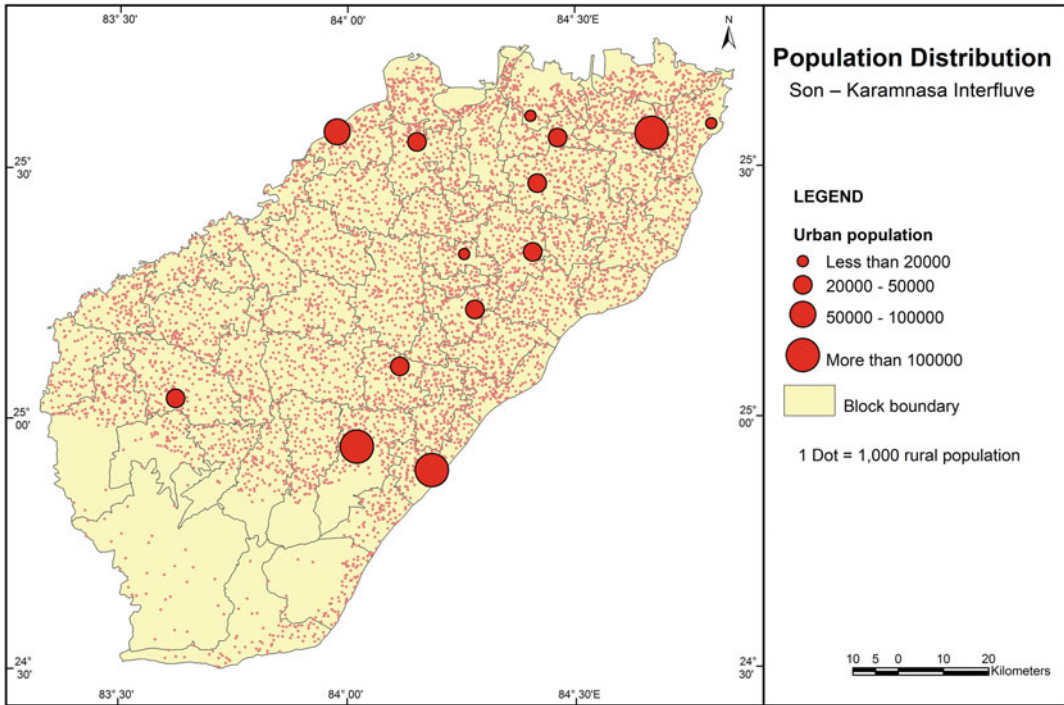 83° 30'
84° 00'
84° 30'E
N
25°
30'
25°
00'
24°
30'
25°
30'
25°
00'
24°
30'
83° 30'
84° 00'
84° 30'E
Population Distribution
Son – Karamnasa Interfluve
LEGEND
Urban population
Less than 20000
20000 - 50000
50000 - 100000
More than 100000
Block boundary
1 Dot = 1,000 rural population
10 5 0 10 20
Kilometers